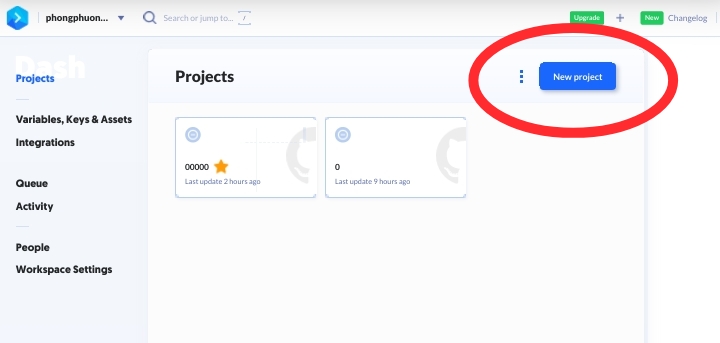 phongphuon...
Search or jump to...
/
Upgrade
New
Changelog
Dash
Projects
Variables, Keys & Assets
Integrations
Queue
Activity
People
Workspace Settings
Projects
New project
00000
Last update 2 hours ago
0
Last update 9 hours ago